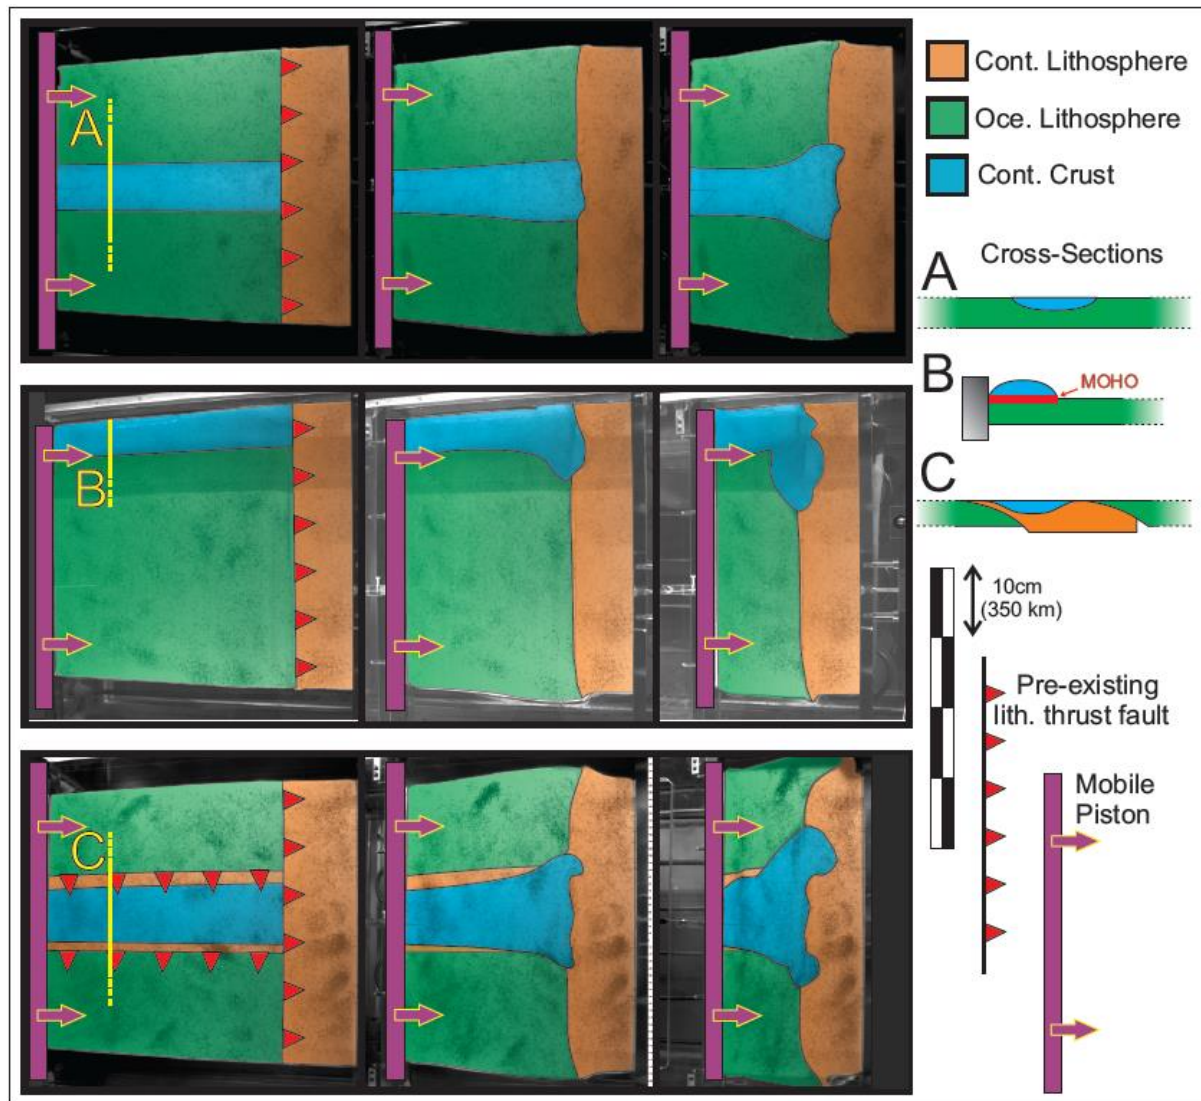 A
B
C
Cont. Lithosphere
Oce. Lithosphere
Cont. Crust
Cross-Sections
A
B
MOHO
C
10cm
(350 km)
Pre-existing
lith. thrust fault
Mobile
Piston